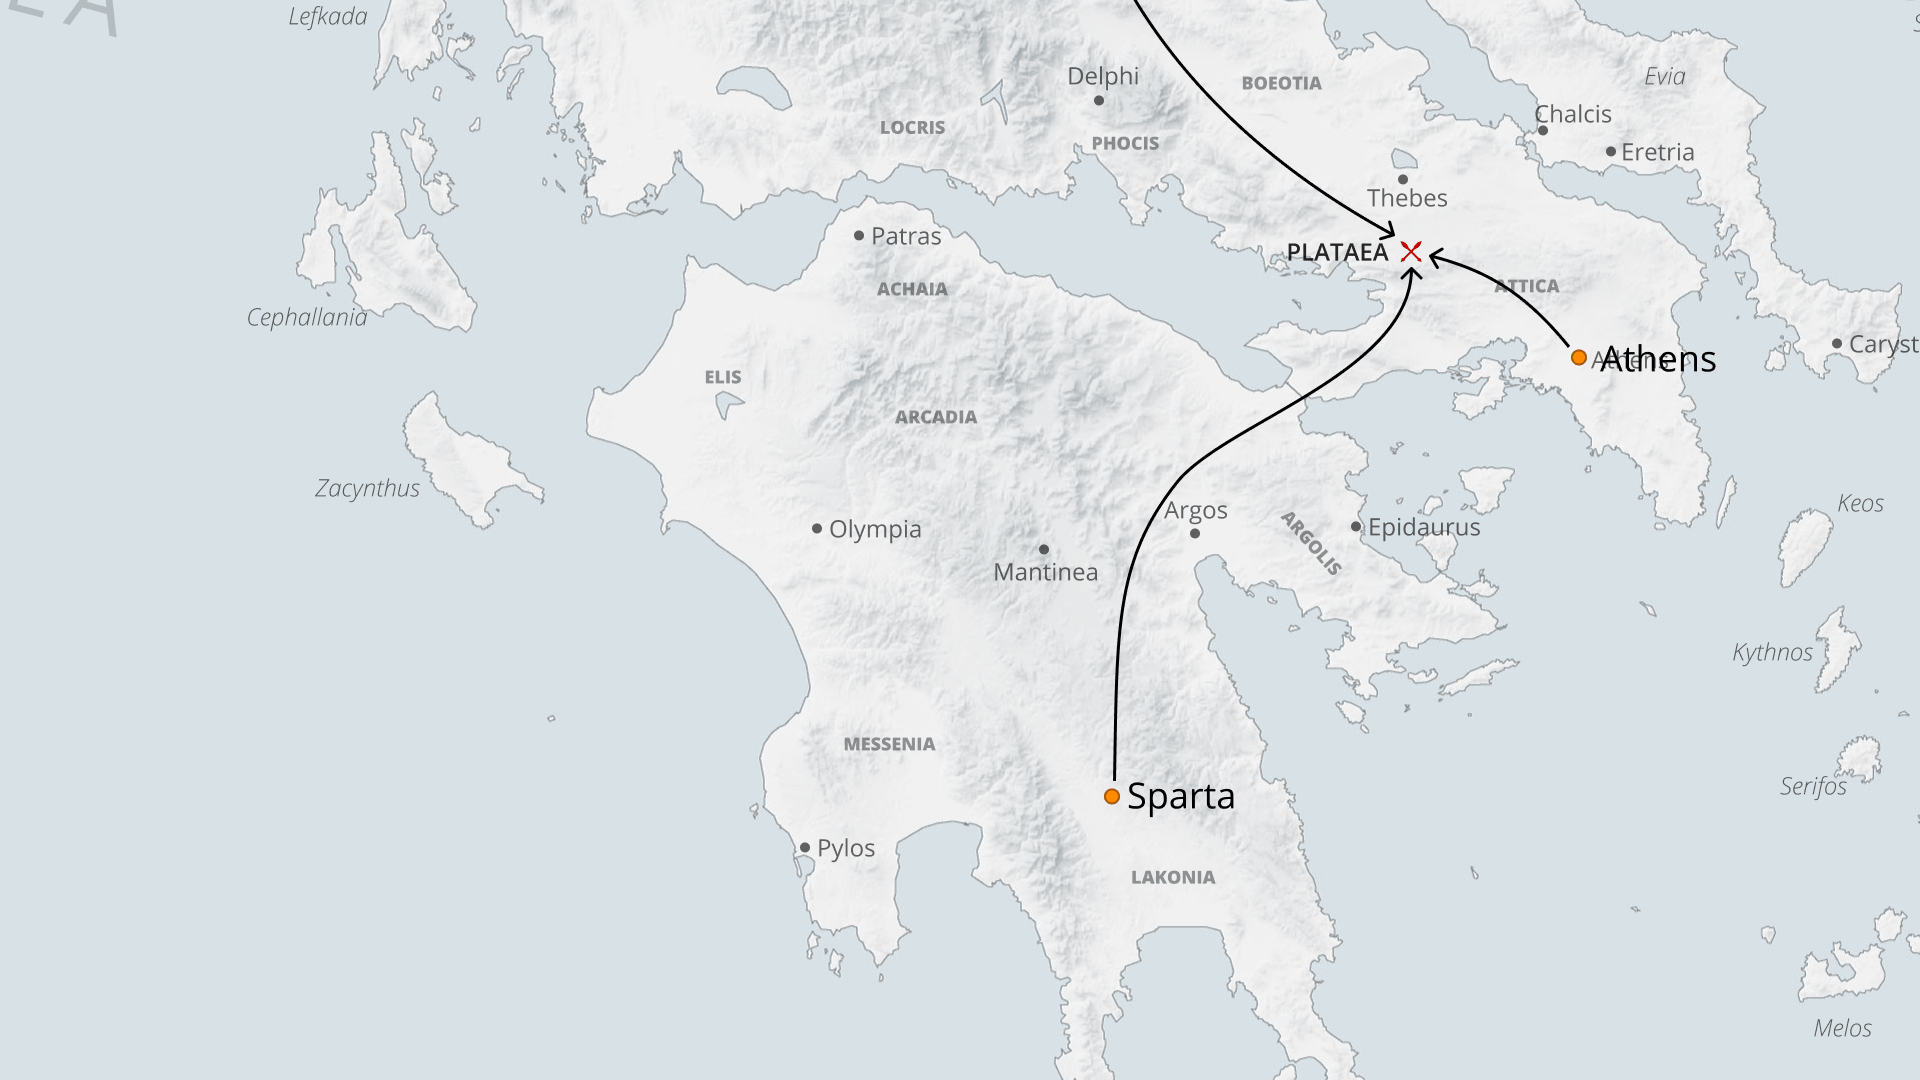 EA
Lefkada
Delphi
BOEOTIA
Evia
Chalcis
LOCRIS
PHOCIS
Eretria
Thebes
Patras
PLATAEA
ACHAIA
ATTICA
Cephallania
Caryst
Athens
Athens
ELIS
ARCADIA
Zacynthus
Keos
Argos
Olympia
ARGOLIS
Epidaurus
Mantinea
Kythnos
MESSENIA
Serifos
Sparta
Pylos
LAKONIA
Melos